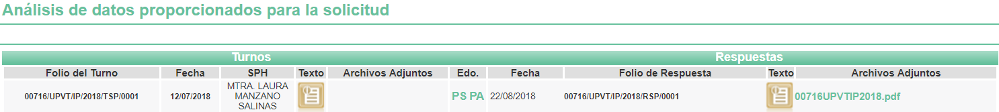 Análisis de datos proporcionados para la solicitud
Turnos Respuestas
Folio del Turno Fecha SPH Texto Archivos Adjuntos Edo. Fecha Folio de Respuesta Texto Archivos Adjuntos
00716/UPVT/IP/2018/TSP/0001 12/07/2018 MTRA. LAURA MANZANO SALINAS PS PA 22/08/2018 00716/UPVT/IP/2018/RSP/0001 00716UPVTIP2018.pdf